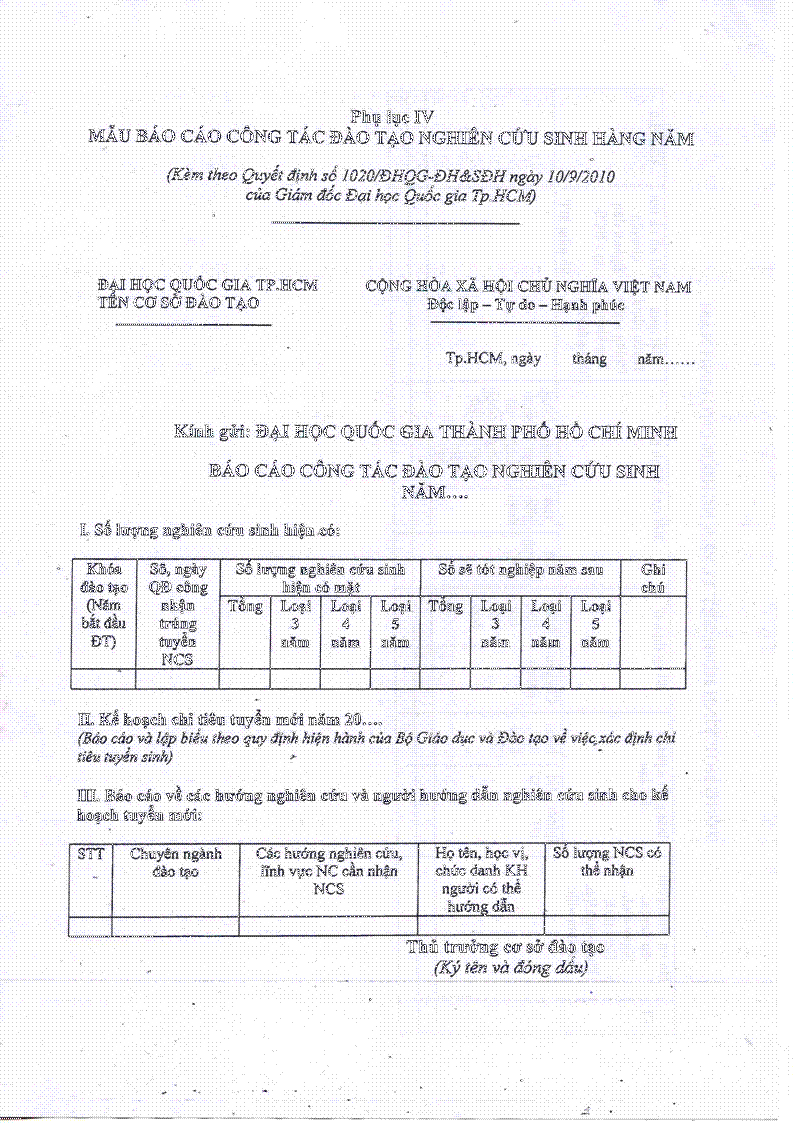 Phụ lục IV
MẪU BÁO CÁO CÔNG TÁC ĐÀO TẠO NGHIÊN CỨU SINH HÀNG NĂM
(Kèm theo Quyết định số 1020/ĐHQG-ĐH&SĐH ngày 10/9/2010
của Giám đốc Đại học Quốc gia Tp.HCM)
ĐẠI HỌC QUỐC GIA TP.HCM
TÊN CƠ SỞ ĐÀO TẠO
CỘNG HÒA XÃ HỘI CHỦ NGHĨA VIỆT NAM
Độc lập – Tự do – Hạnh phúc
Tp.HCM, ngày tháng năm......
Kính gửi: ĐẠI HỌC QUỐC GIA THÀNH PHỐ HỒ CHÍ MINH
BÁO CÁO CÔNG TÁC ĐÀO TẠO NGHIÊN CỨU SINH
NĂM....
I. Số lượng nghiên cứu sinh hiện có:
Khóa
đào tạo
(Năm
bắt đầu
ĐT)
Số, ngày
QĐ công
nhận
trúng
tuyển
NCS
Số lượng nghiên cứu sinh
hiện có mặt
Tổng
Loại
3
năm
Loại
4
năm
Loại
5
năm
Số sẽ tốt nghiệp năm sau
Tổng
Loại
3
năm
Loại
4
năm
Loại
5
năm
Ghi
chú
II. Kế hoạch chỉ tiêu tuyển mới năm 20....
(Báo cáo và lập biểu theo quy định hiện hành của Bộ Giáo dục và Đào tạo về việc xác định chỉ
tiêu tuyển sinh)
III. Báo cáo về các hướng nghiên cứu và người hướng dẫn nghiên cứu sinh cho kế
hoạch tuyển mới:
STT
Chuyên ngành
đào tạo
Các hướng nghiên cứu,
lĩnh vực NC cần nhận
NCS
Họ tên, học vị,
chức danh KH
người có thể
hướng dẫn
Số lượng NCS có
thể nhận
Thủ trưởng cơ sở đào tạo
(Ký tên và đóng dấu)